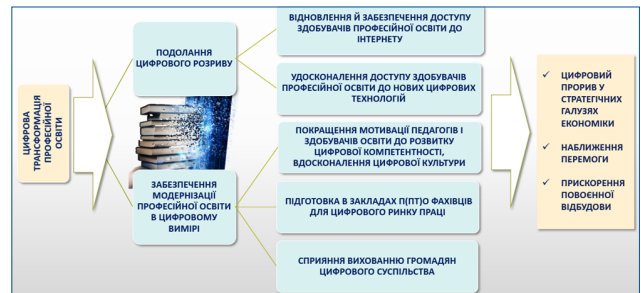 ЦИФРОВА
ТРАНСФОРМАЦІЯ
ПРОФЕСІЙНОЇ
ОСВІТИ
ПОДОЛАННЯ
ЦИФРОВОГО РОЗРИВУ
ЗАБЕЗПЕЧЕННЯ
МОДЕРНІЗАЦІЇ
ПРОФЕСІЙНОЇ ОСВІТИ
В ЦИФРОВОМУ
ВИМІРІ
ВІДНОВЛЕННЯ Й ЗАБЕЗПЕЧЕННЯ ДОСТУПУ
ЗДОБУВАЧІВ ПРОФЕСІЙНОЇ ОСВІТИ ДО
ІНТЕРНЕТУ
УДОСКОНАЛЕННЯ ДОСТУПУ ЗДОБУВАЧІВ
ПРОФЕСІЙНОЇ ОСВІТИ ДО НОВИХ ЦИФРОВИХ
ТЕХНОЛОГІЙ
ПОКРАЩЕННЯ МОТИВАЦІЇ ПЕДАГОГІВ І
ЗДОБУВАЧІВ ОСВІТИ ДО РОЗВИТКУ
ЦИФРОВОЇ КОМПЕТЕНТНОСТІ,
ВДОСКОНАЛЕННЯ ЦИФРОВОЇ КУЛЬТУРИ
ПІДГОТОВКА В ЗАКЛАДАХ П(ПТ)О ФАХІВЦІВ
ДЛЯ ЦИФРОВОГО РИНКУ ПРАЦІ
СПРИЯННЯ ВИХОВАННЮ ГРОМАДЯН
ЦИФРОВОГО СУСПІЛЬСТВА
✓ ЦИФРОВИЙ
ПРОРИВ У
СТРАТЕГІЧНИХ
ГАЛУЗЯХ
ЕКОНОМІКИ
✓ НАБЛИЖЕННЯ
ПЕРЕМОГИ
✓ ПРИСКОРЕННЯ
ПОВОЄННОЇ
ВІДБУДОВИ